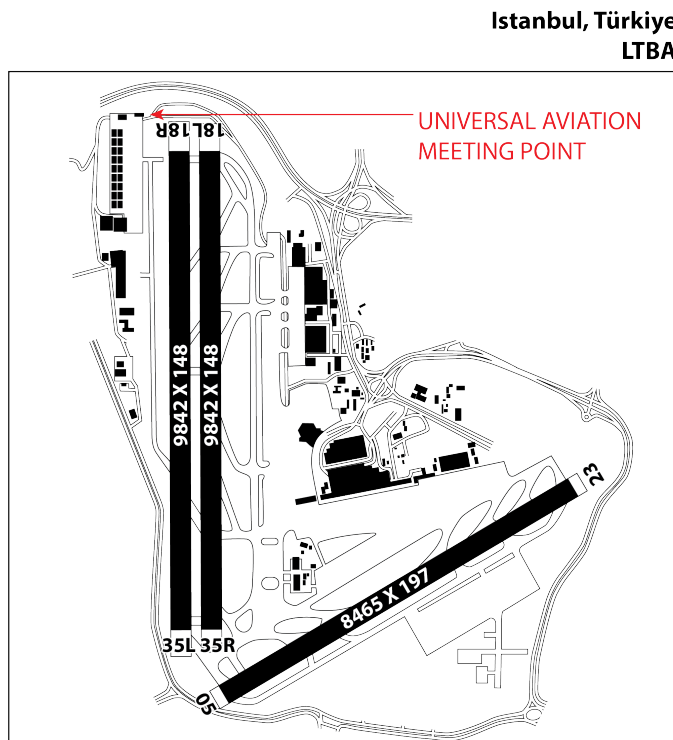 Istanbul, Türkiye
LTBA
UNIVERSAL AVIATION
MEETING POINT
18R
18L
9842 X 148
9842 X 148
H
H
H
23
8465 X 197
35L
35R
05